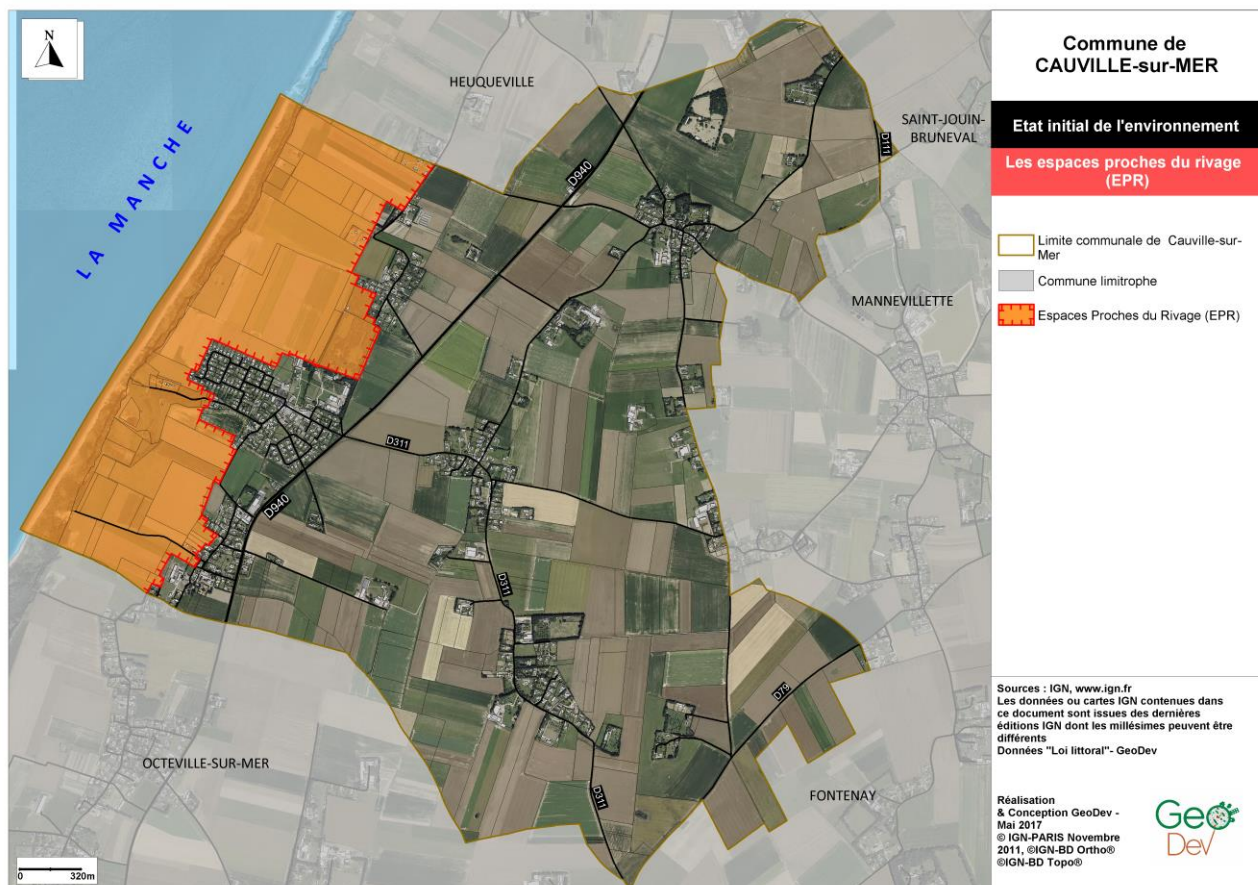 N
LA MANCHE
HEUQUEVILLE
SAINT-JOUIN-
BRUNEVAL
D111
D940
MANNEVILLETTE
D311
D940
D311
D79
D311
OCTEVILLE-SUR-MER
FONTENAY
0 320m
Commune de
CAUVILLE-sur-MER
Etat initial de l'environnement
Les espaces proches du rivage
(EPR)
Limite communale de Cauville-sur-
Mer
Commune limitrophe
Espaces Proches du Rivage (EPR)
Sources : IGN, www.ign.fr
Les données ou cartes IGN contenues dans
ce document sont issues des dernières
éditions IGN dont les millésimes peuvent être
différents
Données "Loi littoral"- GeoDev
Réalisation
& Conception GeoDev -
Mai 2017
© IGN-PARIS Novembre
2011, ©IGN-BD Ortho®
©IGN-BD Topo®
Geo
Dev